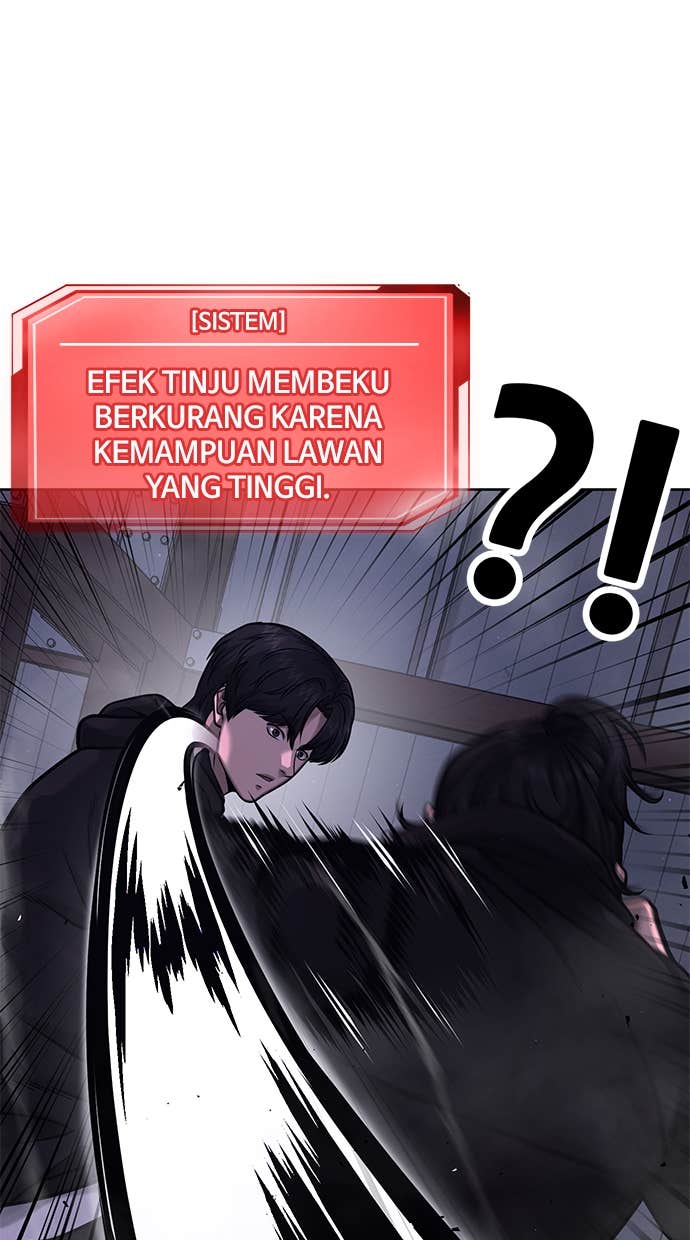 [SISTEM]
EFEK TINJU MEMBEKU
BERKURANG KARENA
KEMAMPUAN LAWAN
YANG TINGGI.
?!